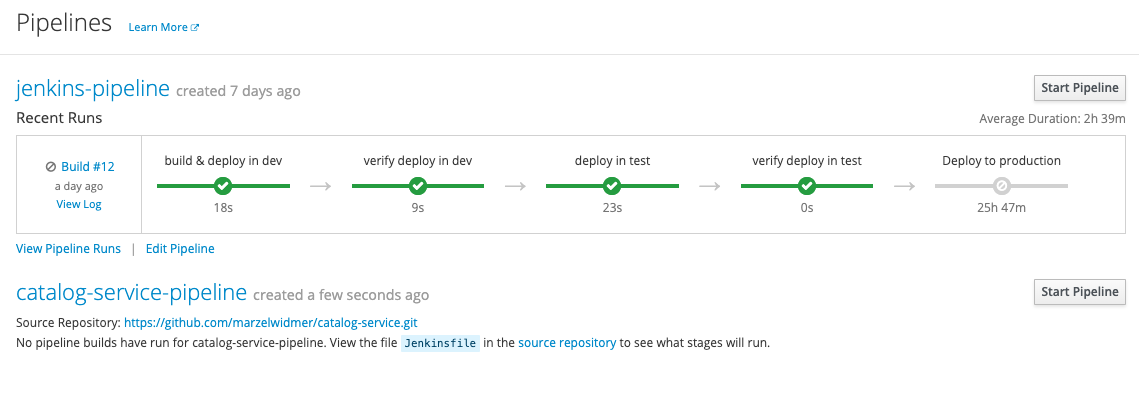 Pipelines Learn More
jenkins-pipeline created 7 days ago Start Pipeline
Recent Runs Average Duration: 2h 39m
Build #12
a day ago
View Log
build & deploy in dev verify deploy in dev deploy in test verify deploy in test Deploy to production
18s 9s 23s 0s 25h 47m
View Pipeline Runs | Edit Pipeline
catalog-service-pipeline created a few seconds ago Start Pipeline
Source Repository: https://github.com/marzelwidmer/catalog-service.git
No pipeline builds have run for catalog-service-pipeline. View the file Jenkinsfile in the source repository to see what stages will run.